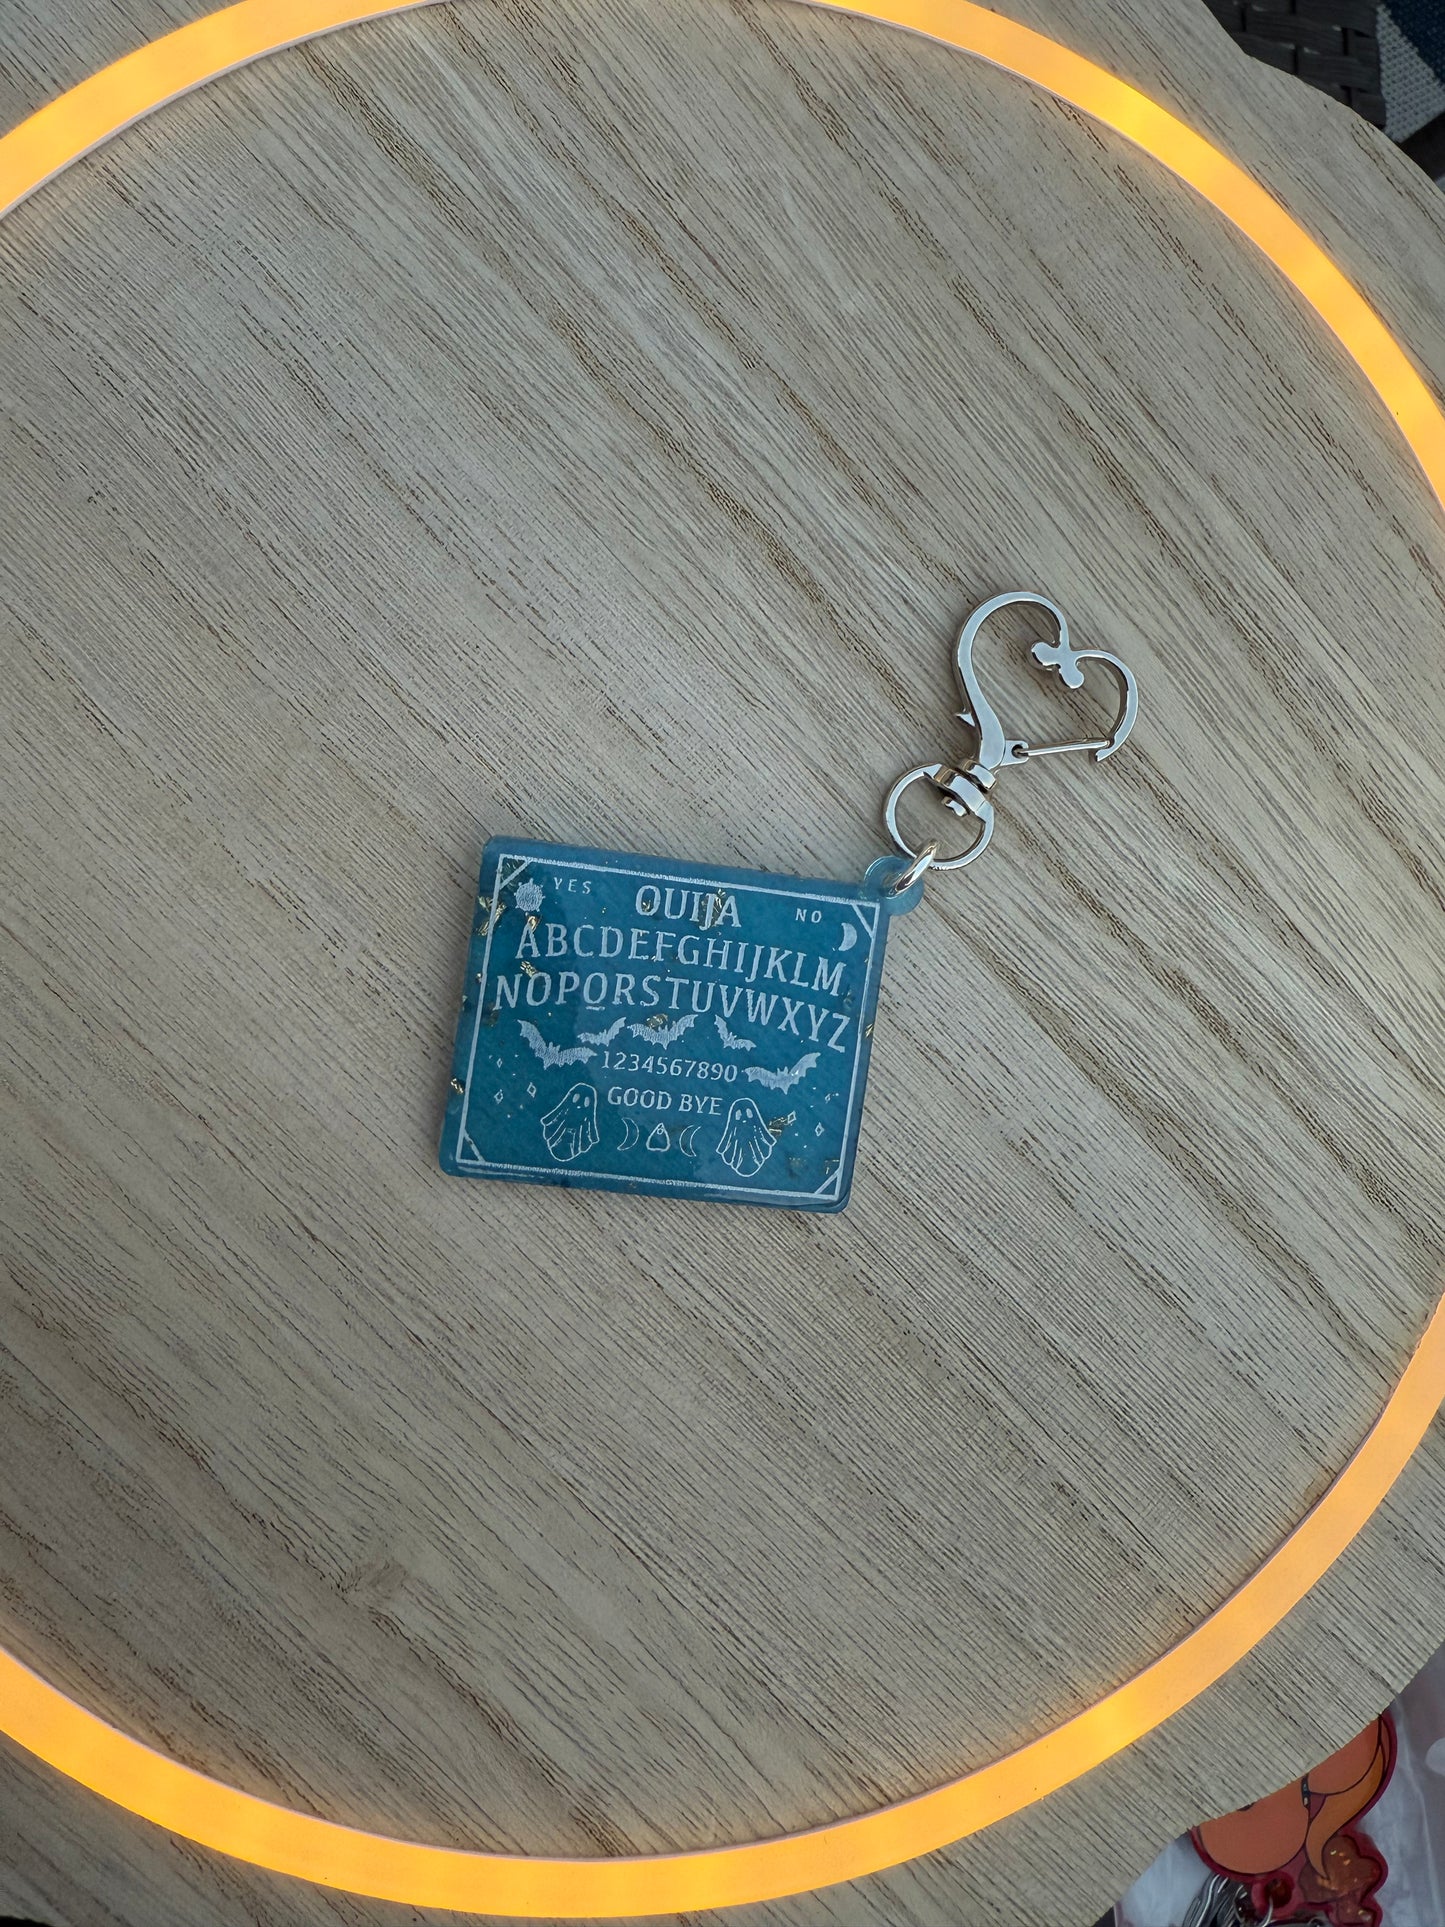 YES OUIJA NO
ABCDEFGHIJKLM
NOPQRSTUVWXYZ
1234567890
GOOD BYE